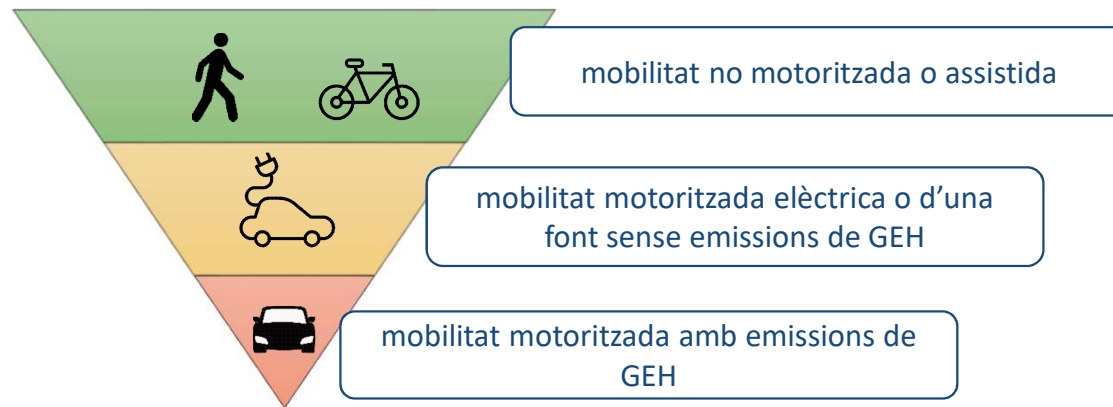 mobilitat no motoritzada o assistida
mobilitat motoritzada elèctrica o d’una
font sense emissions de GEH
mobilitat motoritzada amb emissions de
GEH